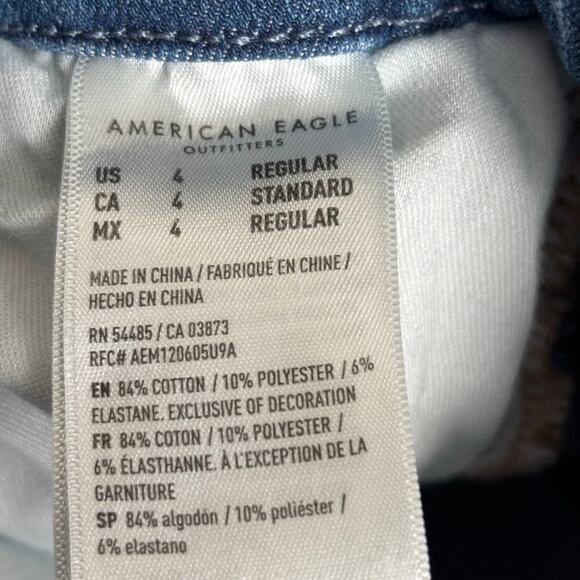 AMERICAN EAGLE
OUTFITTERS
US 4 REGULAR
CA 4 STANDARD
MX 4 REGULAR
MADE IN CHINA / FABRIQUÉ EN CHINE /
HECHO EN CHINA
RN 54485 / CA 03873
RFC# AEM120605U9A
EN 84% COTTON / 10% POLYESTER / 6%
ELASTANE. EXCLUSIVE OF DECORATION
FR 84% COTON / 10% POLYESTER /
6% ÉLASTHANNE. À L'EXCEPTION DE LA
GARNITURE
SP 84% algodón / 10% poliéster /
6% elastano